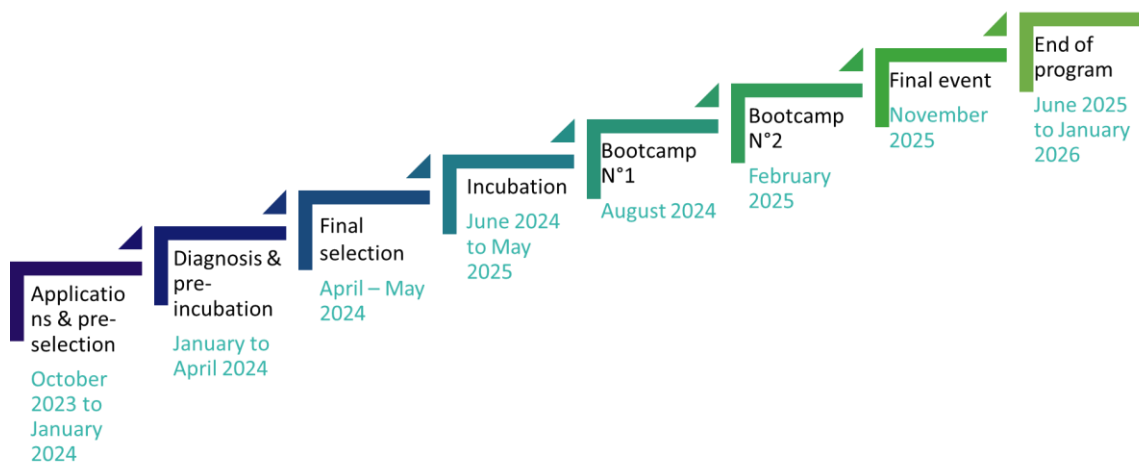 Applicatio
ns & pre-
selection
October
2023 to
January
2024
Diagnosis &
pre-
incubation
January to
April 2024
Final
selection
April – May
2024
Incubation
June 2024
to May
2025
Bootcamp
N°1
August 2024
Bootcamp
N°2
February
2025
Final event
November
2025
End of
program
June 2025
to January
2026